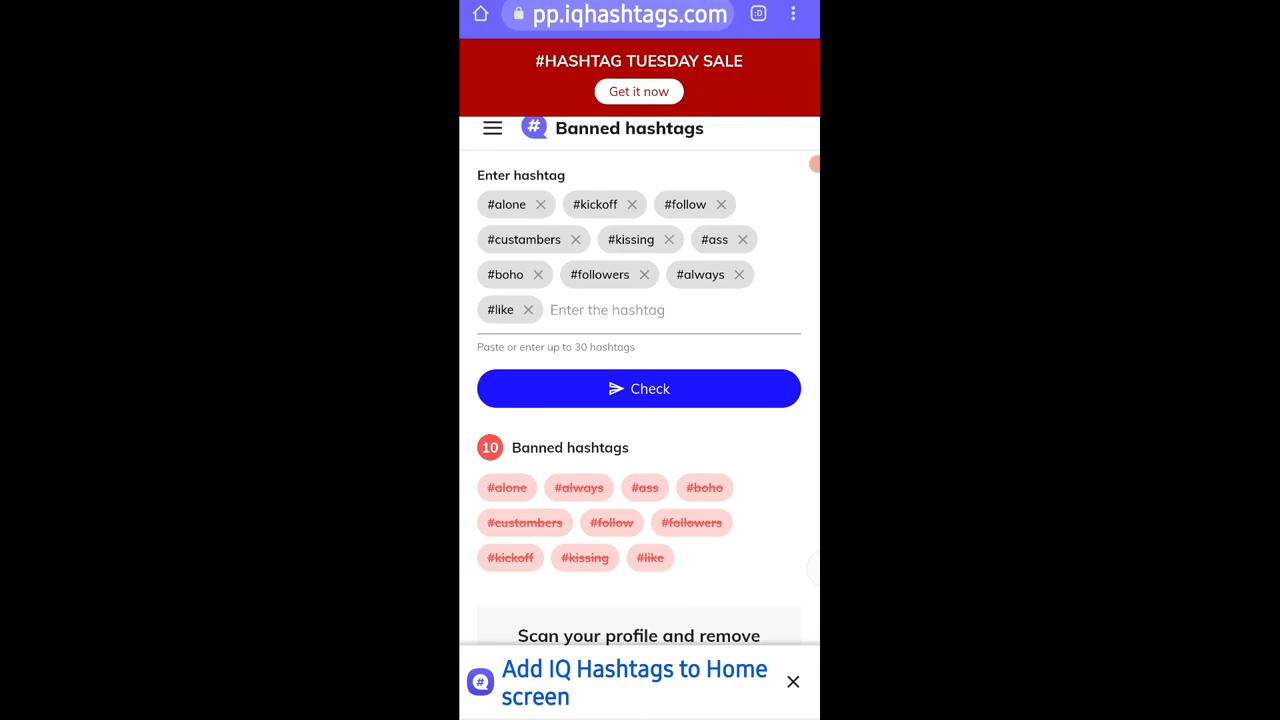 pp.iqhashtags.com :D
#HASHTAG TUESDAY SALE
Get it now
# Banned hashtags
Enter hashtag
#alone #kickoff #follow
#custambers #kissing #ass
#boho #followers #always
#like Enter the hashtag
Paste or enter up to 30 hashtags
Check
10 Banned hashtags
#alone #always #ass #boho
#custambers #follow #followers
#kickoff #kissing #like
Scan your profile and remove
# Add IQ Hashtags to Home
screen